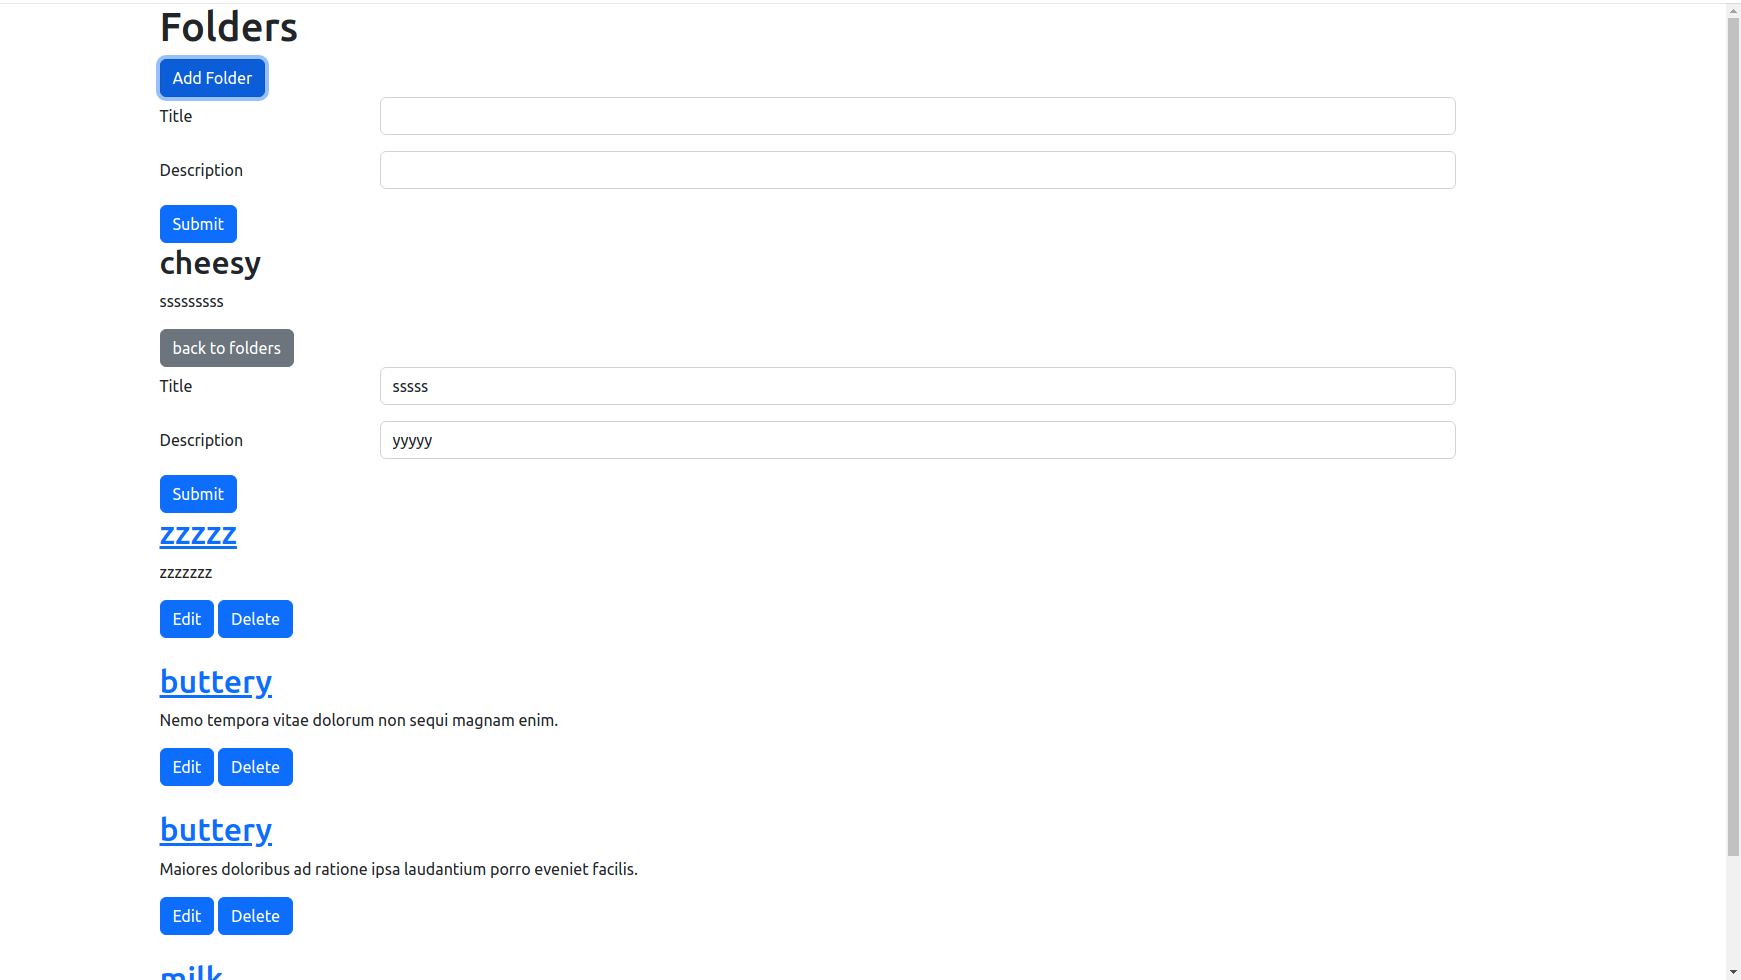 Folders
Add Folder
Title
Description
Submit
cheesy
sssssssss
back to folders
Title sssss
Description yyyyy
Submit
zzzzz
zzzzzzz
Edit Delete
buttery
Nemo tempora vitae dolorum non sequi magnam enim.
Edit Delete
buttery
Maiores doloribus ad ratione ipsa laudantium porro eveniet facilis.
Edit Delete
milk